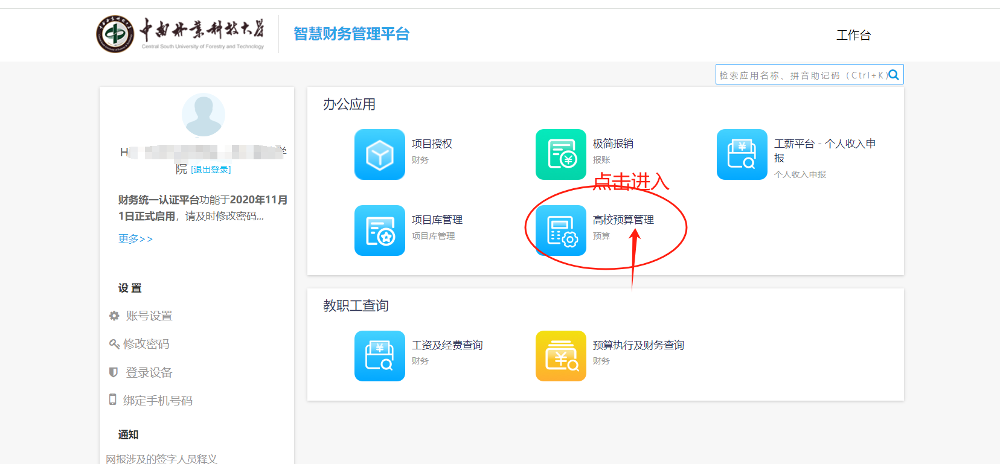 中南林业科技大学
Central South University of Forestry and Technology
智慧财务管理平台
工作台
检索应用名称、拼音助记码（Ctrl+K）
H
学
院 [退出登录]
财务统一认证平台功能于2020年11月
1日正式启用，请及时修改密码...
更多>>
设 置
账号设置
修改密码
登录设备
绑定手机号码
通知
网报涉及的签字人员释义
办公应用
项目授权
财务
极简报销
报账
工薪平台 - 个人收入申
报
个人收入申报
点击进入
项目库管理
项目库管理
高校预算管理
预算
教职工查询
工资及经费查询
财务
预算执行及财务查询
财务